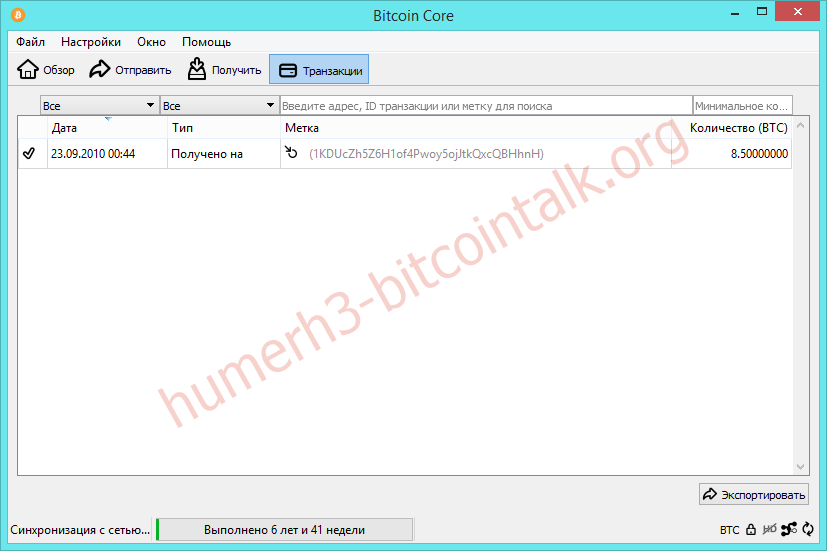 Bitcoin Core
Файл Настройки Окно Помощь
Обзор Отправить Получить Транзакции
Все Все Введите адрес, ID транзакции или метку для поиска Минимальное ко...
Дата Тип Метка Количество (BTC)
23.09.2010 00:44 Получено на (1KDUcZh5Z6H1of4Pwoy5ojJtkQxcQBHhnH) 8.50000000
humerh3-bitcointalk.org
Экспортировать
Синхронизация с сетью... Выполнено 6 лет и 41 недели BTC HD